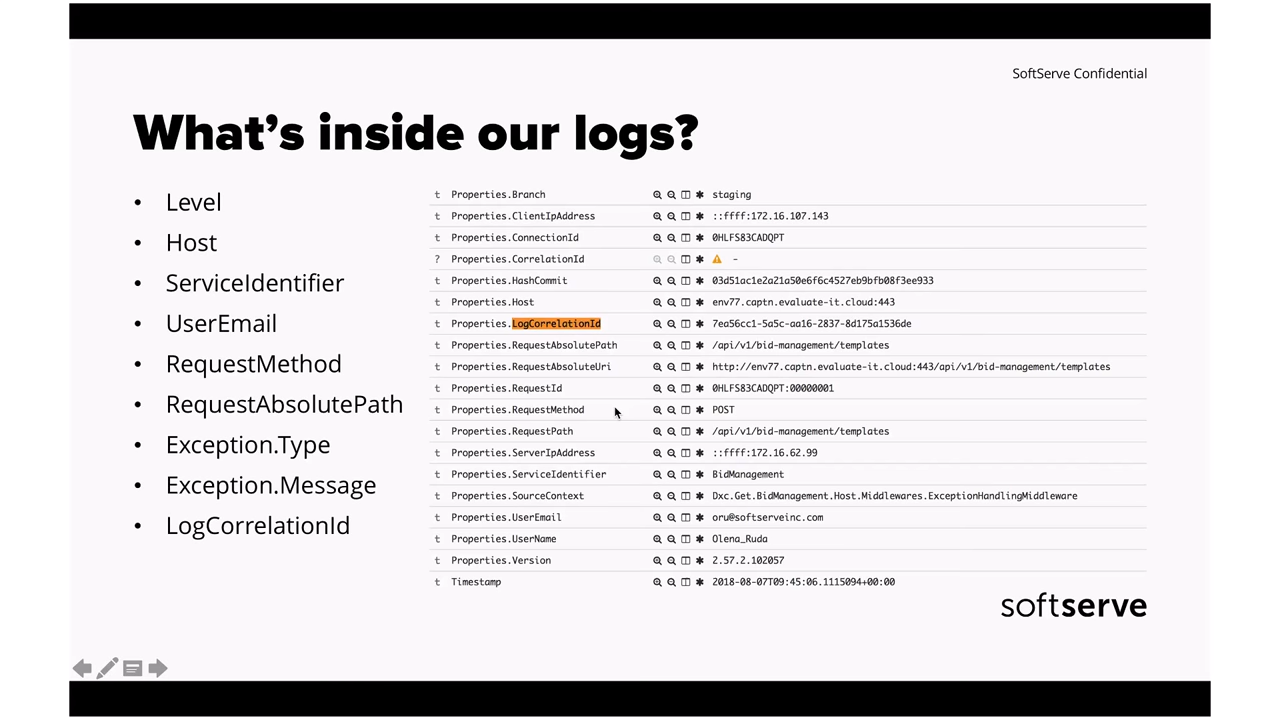 SoftServe Confidential
What's inside our logs?
• Level
• Host
• ServiceIdentifier
• UserEmail
• RequestMethod
• RequestAbsolutePath
• Exception.Type
• Exception.Message
• LogCorrelationId
t Properties.Branch staging
t Properties.ClientIpAddress ::ffff:172.16.107.143
t Properties.ConnectionId 0HLFS83CADQPT
? Properties.CorrelationId -
t Properties.HashCommit 03d51ac1e2a21a50e6f6c4527eb9bfb08f3ee933
t Properties.Host env77.captn.evaluate-it.cloud:443
t Properties.LogCorrelationId 7ea56cc1-5a5c-aa16-2837-8d175a1536de
t Properties.RequestAbsolutePath /api/v1/bid-management/templates
t Properties.RequestAbsoluteUri http://env77.captn.evaluate-it.cloud:443/api/v1/bid-management/templates
t Properties.RequestId 0HLFS83CADQPT:00000001
t Properties.RequestMethod POST
t Properties.RequestPath /api/v1/bid-management/templates
t Properties.ServerIpAddress ::ffff:172.16.62.99
t Properties.ServiceIdentifier BidManagement
t Properties.SourceContext Dxc.Get.BidManagement.Host.Middlewares.ExceptionHandlingMiddleware
t Properties.UserEmail oru@softserveinc.com
t Properties.UserName Olena_Ruda
t Properties.Version 2.57.2.102057
t Timestamp 2018-08-07T09:45:06.1115094+00:00
softserve